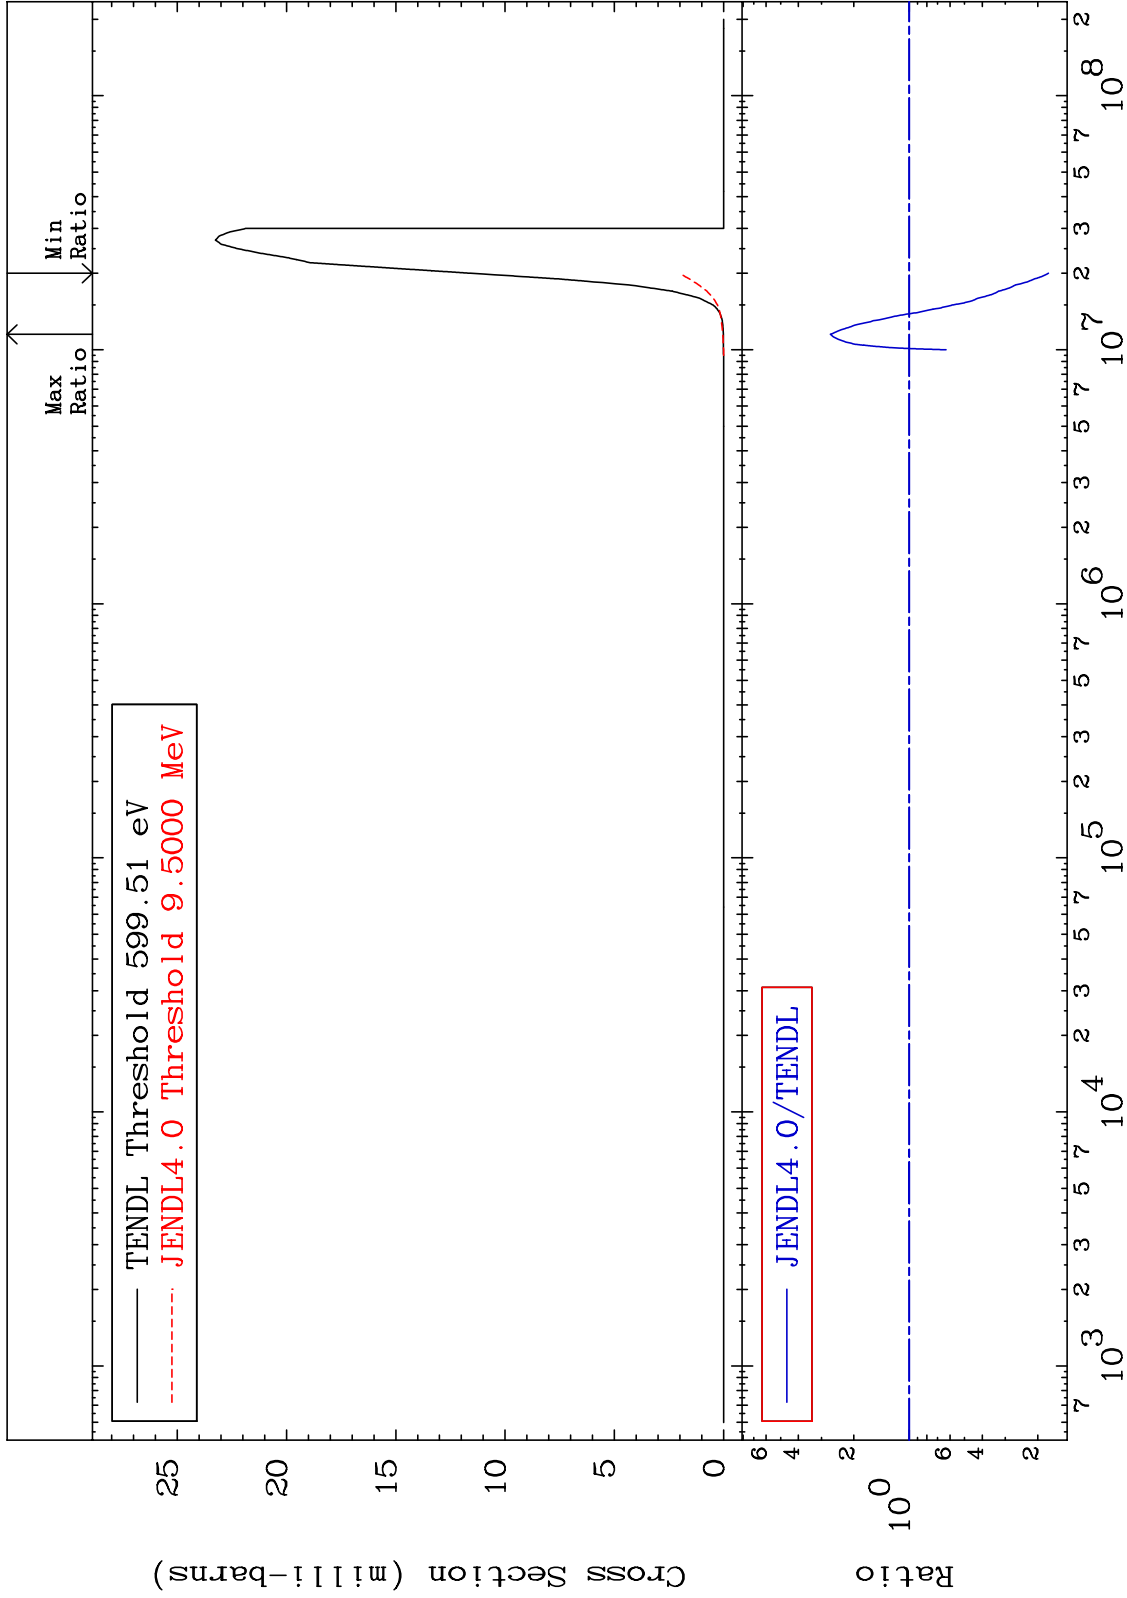 Max
Ratio
Min
Ratio
Cross Section (milli-barns)
25
20
15
10
5
0
TENDL Threshold 599.51 eV
JENDL4.0 Threshold 9.5000 MeV
Ratio
6
4
2
10^0
6
4
2
JENDL4.0/TENDL
7 2 3 5 7 2 3 5 7 2 3 5 7 2 3 5 7 2 3 5 7 2
10^3 10^4 10^5 10^6 10^7 10^8